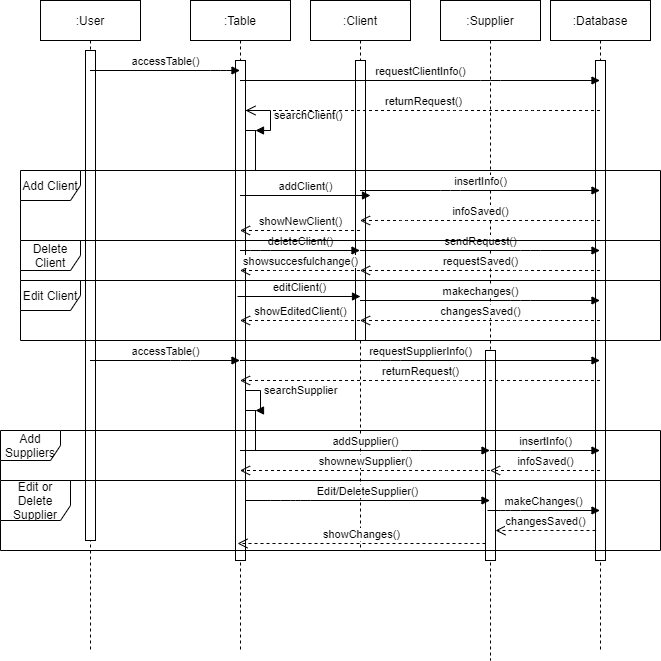 :User
:Table
:Client
:Supplier
:Database
accessTable()
requestClientInfo()
returnRequest()
searchClient()
Add Client
addClient()
insertInfo()
infoSaved()
showNewClient()
Delete
Client
deleteClient()
sendRequest()
showsuccesfulchange()
requestSaved()
Edit Client
editClient()
makechanges()
showEditedClient()
changesSaved()
accessTable()
requestSupplierInfo()
returnRequest()
searchSupplier
Add
Suppliers
addSupplier()
insertInfo()
shownewSupplier()
infoSaved()
Edit or
Delete
Supplier
Edit/DeleteSupplier()
makeChanges()
changesSaved()
showChanges()